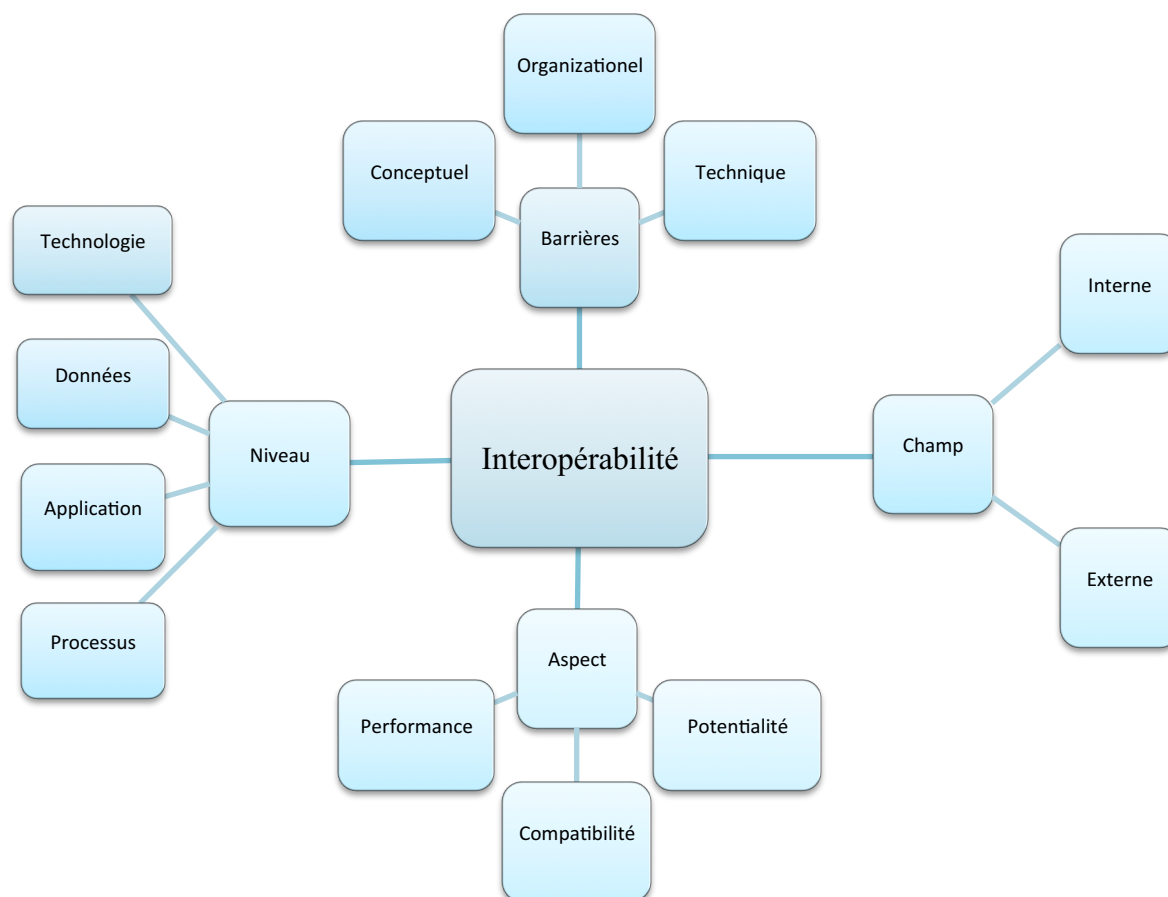 Organizationel
Conceptuel
Technique
Barrières
Technologie
Données
Niveau
Application
Processus
Interopérabilité
Interne
Champ
Externe
Aspect
Performance
Potentialité
Compatibilité